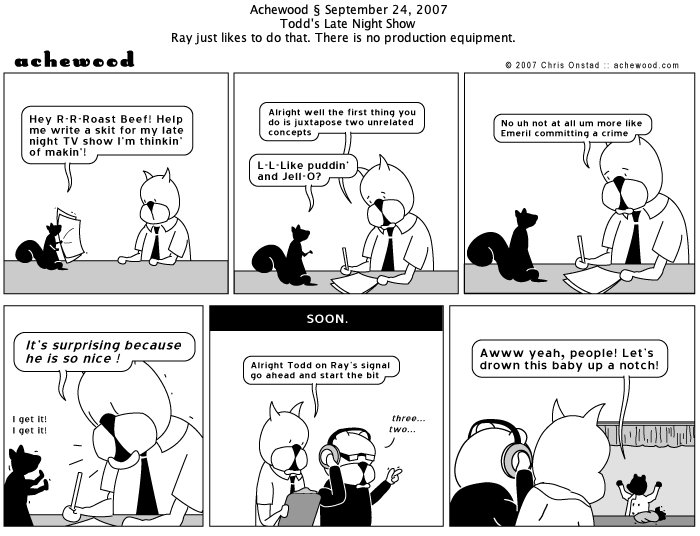 Achewood § September 24, 2007
Todd's Late Night Show
Ray just likes to do that. There is no production equipment.
achewood
© 2007 Chris Onstad :: achewood.com
Hey R-R-Roast Beef! Help
me write a skit for my late
night TV show I'm thinkin'
of makin'!
Alright well the first thing you
do is juxtapose two unrelated
concepts
L-L-Like puddin'
and Jell-O?
No uh not at all um more like
Emeril committing a crime
It's surprising because
he is so nice !
I get it!
I get it!
SOON.
Alright Todd on Ray's signal
go ahead and start the bit
three...
two...
Awww yeah, people! Let's
drown this baby up a notch!